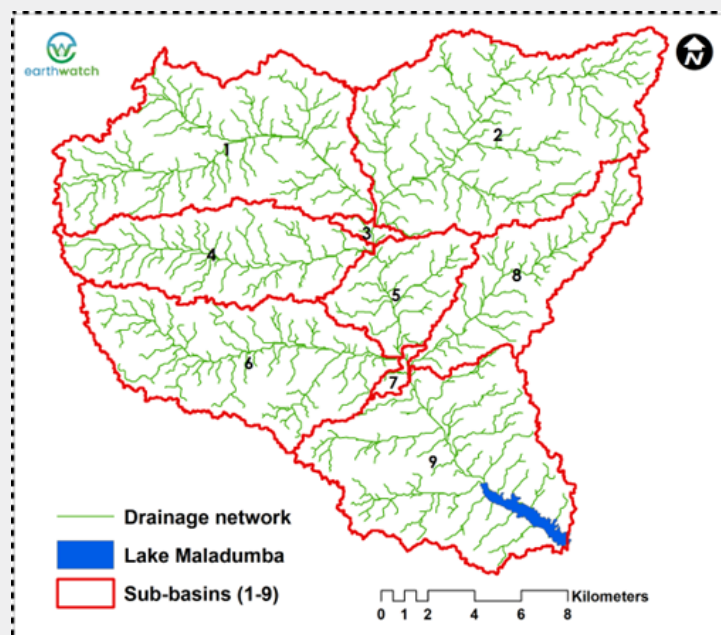 earthwatch
N
1
2
3
4
5
8
6
7
9
Drainage network
Lake Maladumba
Sub-basins (1-9)
Kilometers
0 1 2 4 6 8